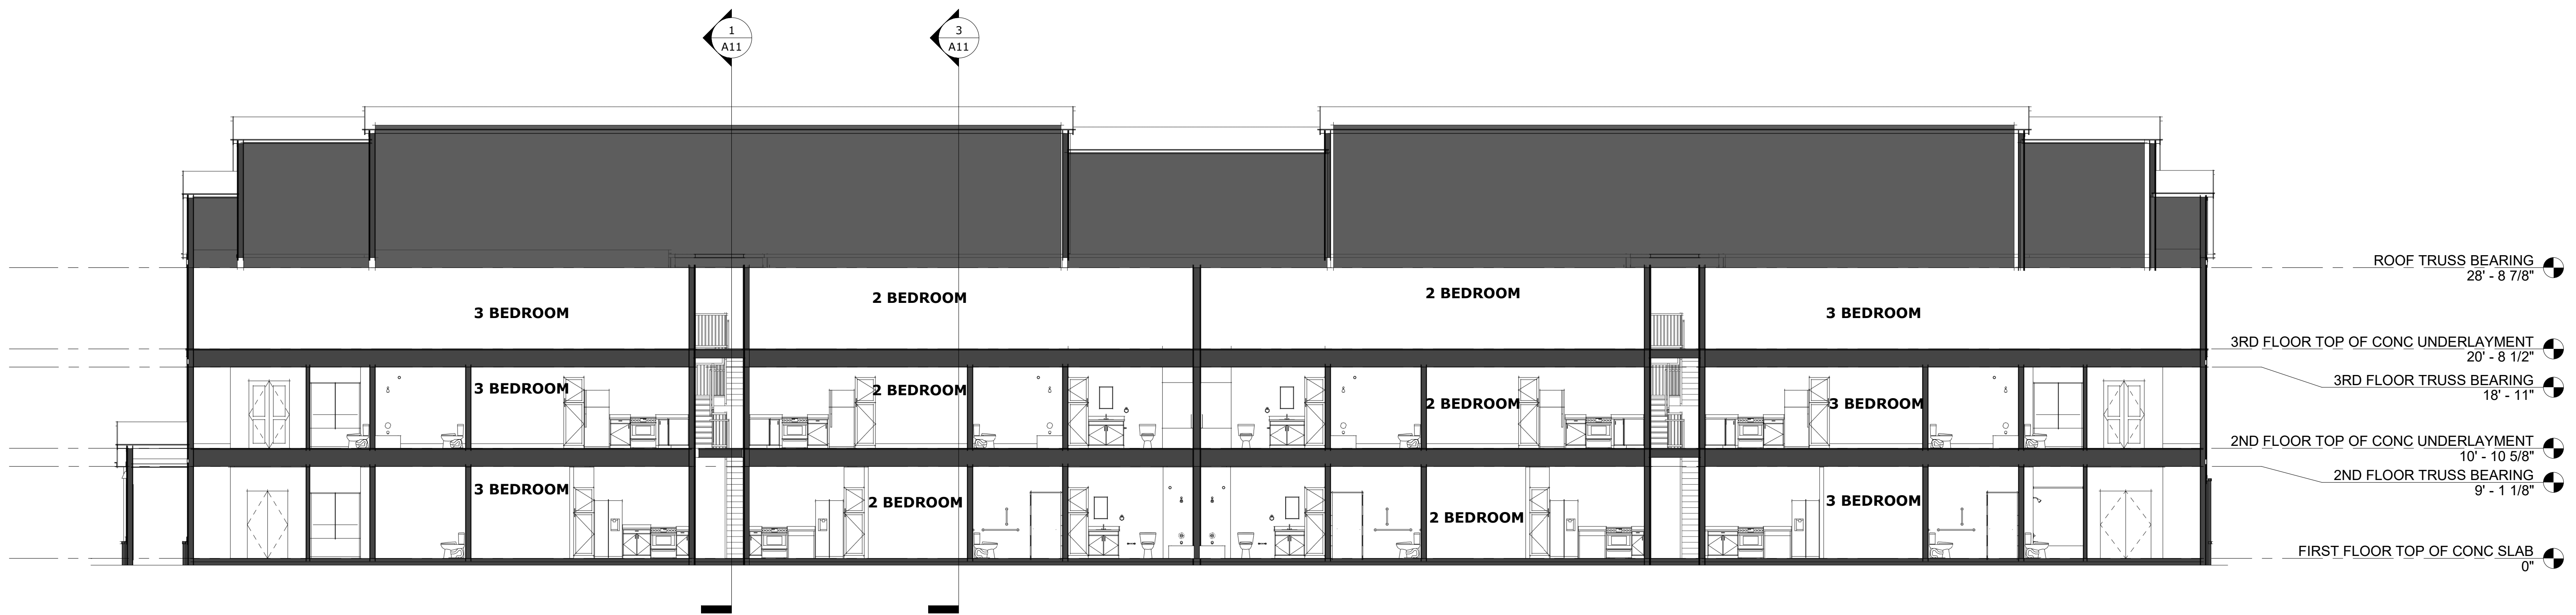 1
A11
3
A11
ROOF TRUSS BEARING
28' - 8 7/8"
3 BEDROOM
2 BEDROOM
2 BEDROOM
3 BEDROOM
3RD FLOOR TOP OF CONC UNDERLAYMENT
20' - 8 1/2"
3RD FLOOR TRUSS BEARING
18' - 11"
3 BEDROOM
2 BEDROOM
2 BEDROOM
3 BEDROOM
2ND FLOOR TOP OF CONC UNDERLAYMENT
10' - 10 5/8"
2ND FLOOR TRUSS BEARING
9' - 1 1/8"
3 BEDROOM
2 BEDROOM
2 BEDROOM
3 BEDROOM
FIRST FLOOR TOP OF CONC SLAB
0"